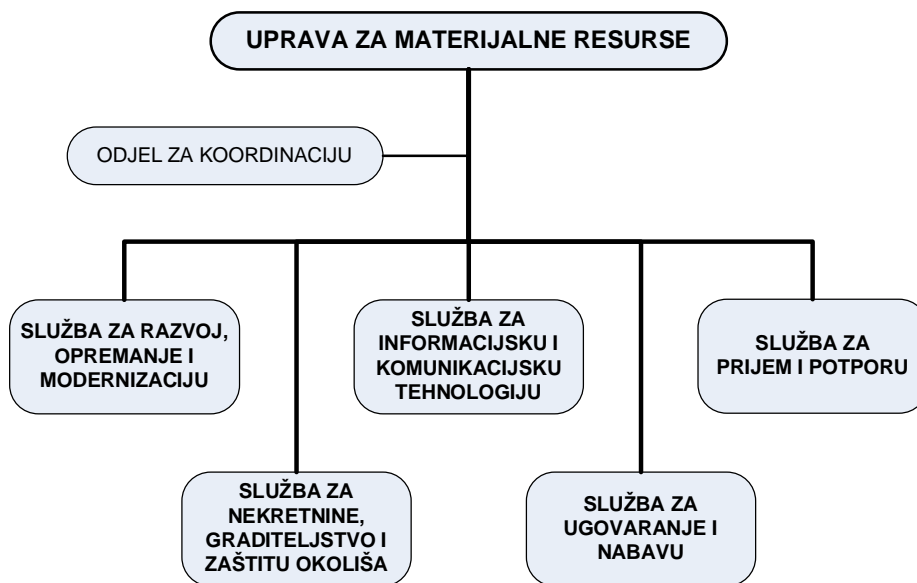 UPRAVA ZA MATERIJALNE RESURSE
ODJEL ZA KOORDINACIJU
SLUŽBA ZA RAZVOJ,
OPREMANJE I
MODERNIZACIJU
SLUŽBA ZA
INFORMACIJSKU I
KOMUNIKACIJSKU
TEHNOLOGIJU
SLUŽBA ZA
PRIJEM I POTPORU
SLUŽBA ZA
NEKRETNINE,
GRADITELJSTVO I
ZAŠTITU OKOLIŠA
SLUŽBA ZA
UGOVARANJE I
NABAVU